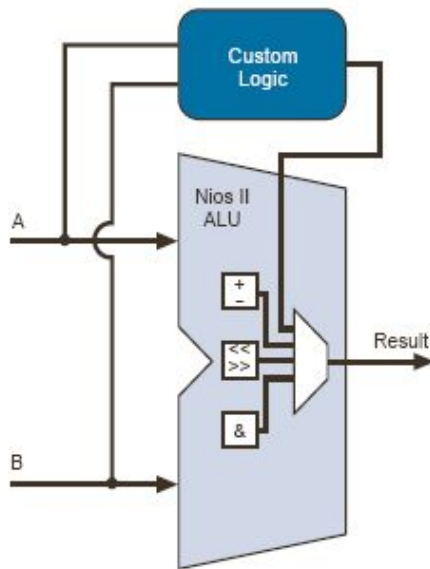 Custom
Logic
A
Nios II
ALU
+
−
<<
>>
&
Result
B